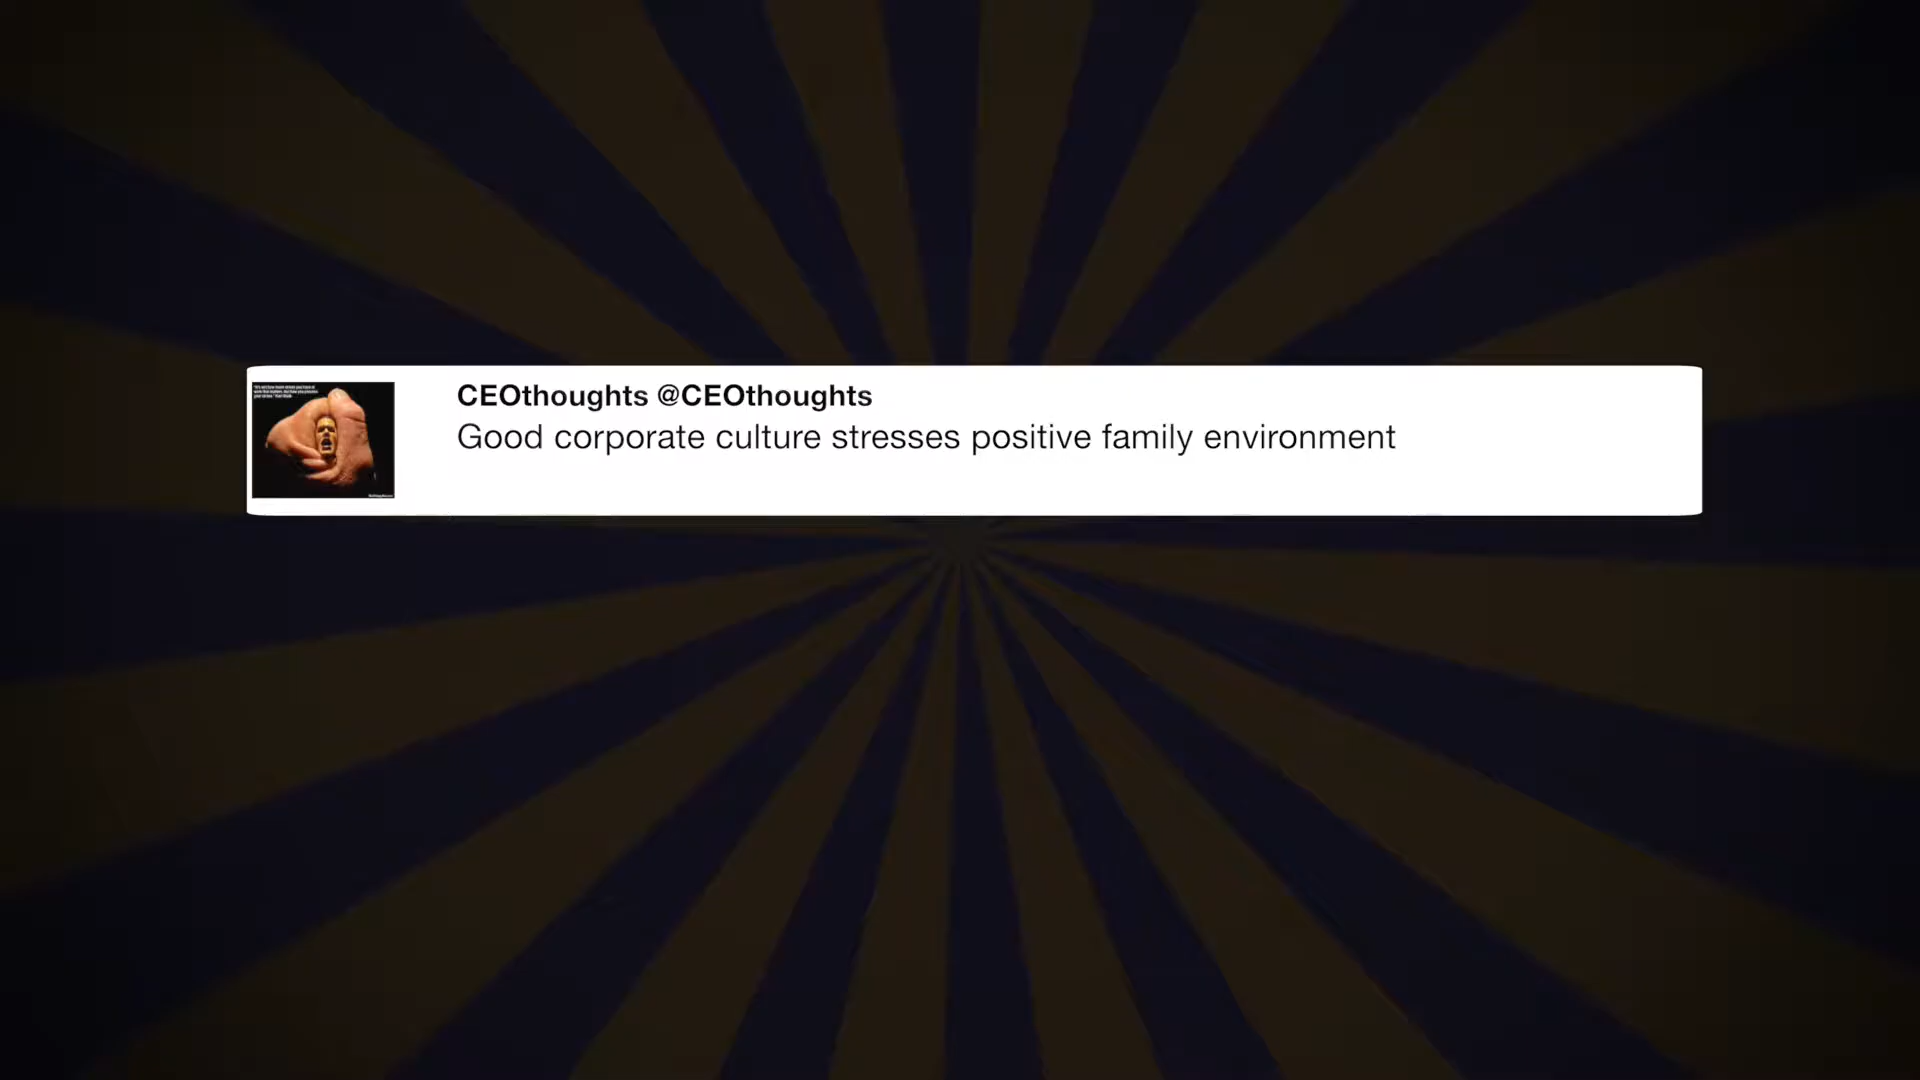 CEOthoughts @CEOthoughts
Good corporate culture stresses positive family environment